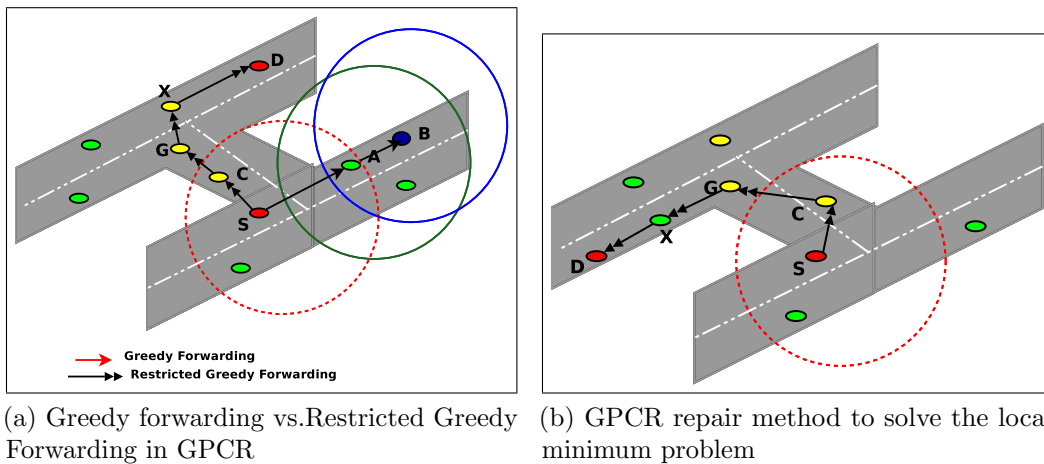 X
D
G
C
A
B
S
Greedy Forwarding
Restricted Greedy Forwarding
G
C
X
D
S
(a) Greedy forwarding vs.Restricted Greedy
Forwarding in GPCR
(b) GPCR repair method to solve the loca
minimum problem